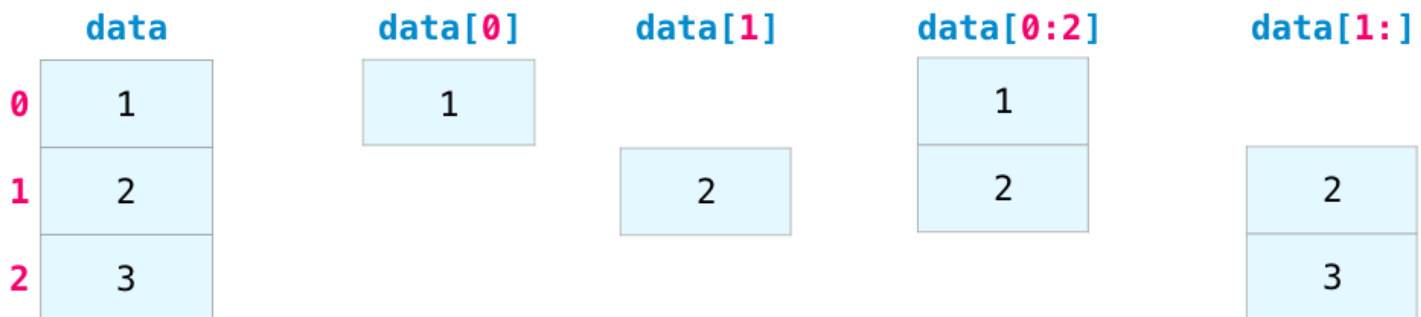 data data[0] data[1] data[0:2] data[1:]
0 1 1 1
1 2 2 2 2
2 3 3